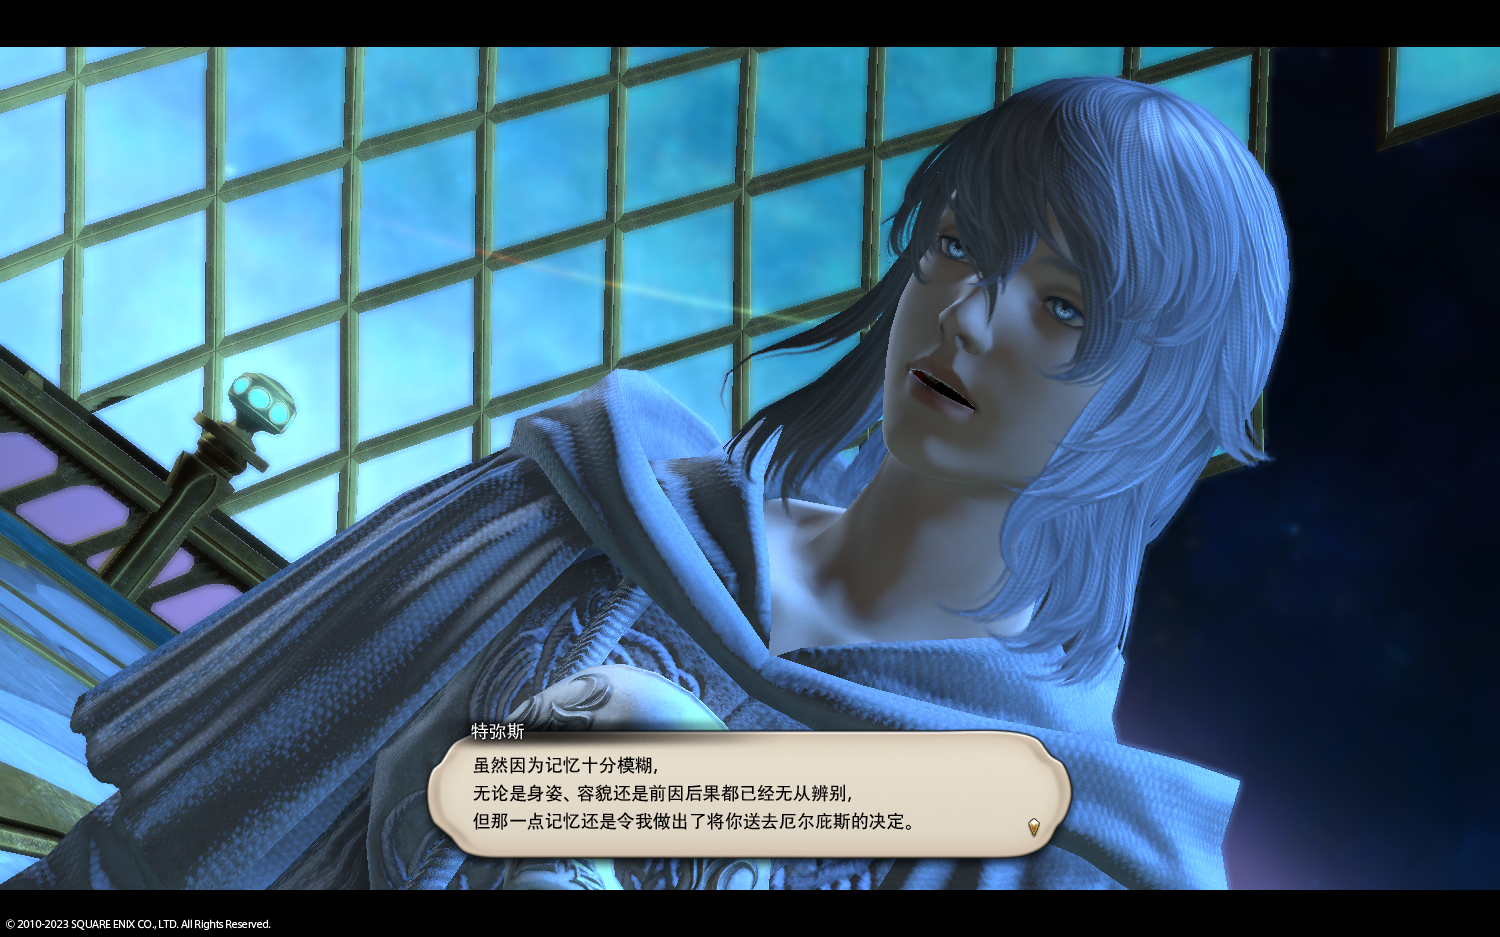 特弥斯
虽然因为记忆十分模糊，
无论是身姿、容貌还是前因后果都已经无从辨别，
但那一点记忆还是令我做出了将你送去厄尔庇斯的决定。
© 2010-2023 SQUARE ENIX CO., LTD. All Rights Reserved.